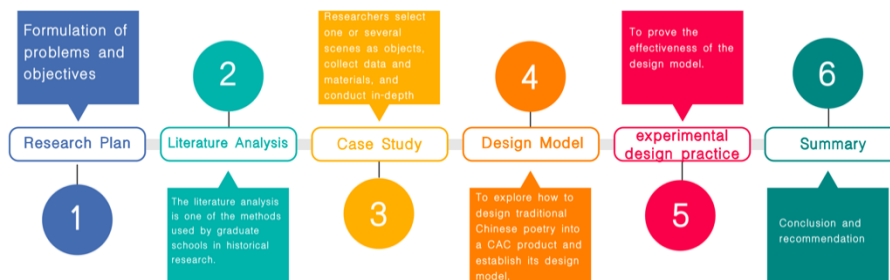 Formulation of
problems and
objectives
Research Plan
1
2
Literature Analysis
The literature analysis
is one of the methods
used by graduate
schools in historical
research.
Researchers select
one or several
scenes as objects,
collect data and
materials, and
conduct in-depth
Case Study
3
4
Design Model
To explore how to
design traditional
Chinese poetry into
a CAC product and
establish its design
model.
To prove the
effectiveness of the
design model.
experimental
design practice
5
6
Summary
Conclusion and
recommendation